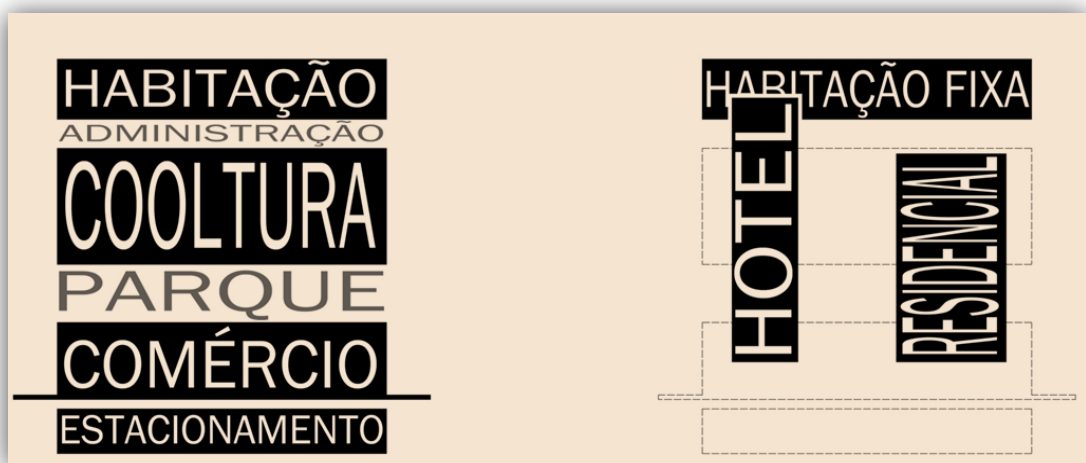 HABITAÇÃO
ADMINISTRAÇÃO
COOLTURA
PARQUE
COMÉRCIO
ESTACIONAMENTO
HABITAÇÃO FIXA
HOTEL
RESIDENCIAL